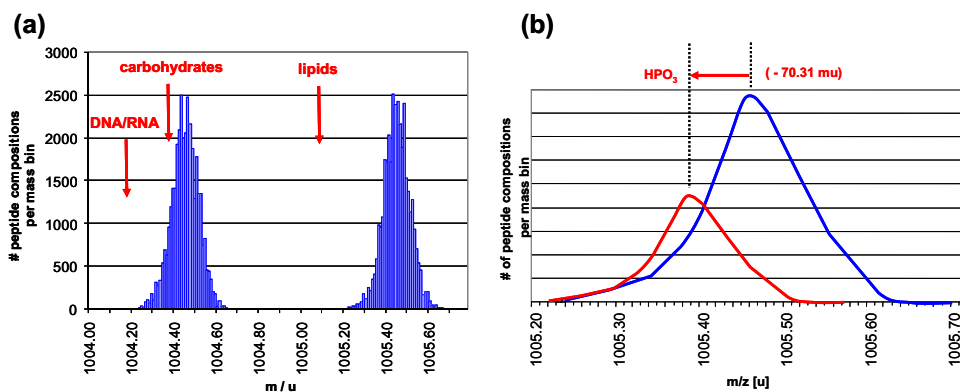 (a)
3000
2500
2000
1500
1000
500
0
# peptide compositions
per mass bin
carbohydrates
lipids
DNA/RNA
1004.00
1004.20
1004.40
1004.60
1004.80
1005.00
1005.20
1005.40
1005.60
m / u
(b)
HPO3
( - 70.31 mu)
# of peptide compositions
per mass bin
1005.20
1005.30
1005.40
1005.50
1005.60
1005.70
m/z [u]